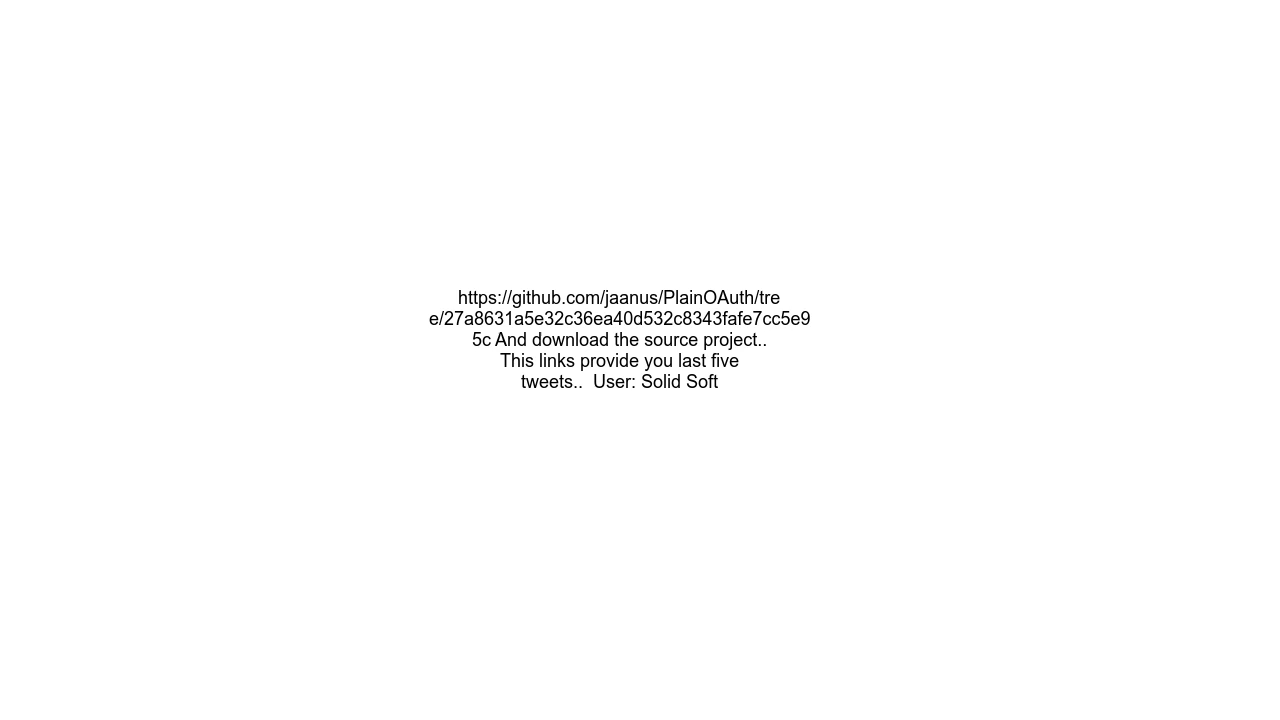 https://github.com/jaanus/PlainOAuth/tre
e/27a8631a5e32c36ea40d532c8343fafe7cc5e9
5c And download the source project..
This links provide you last five
tweets..  User: Solid Soft